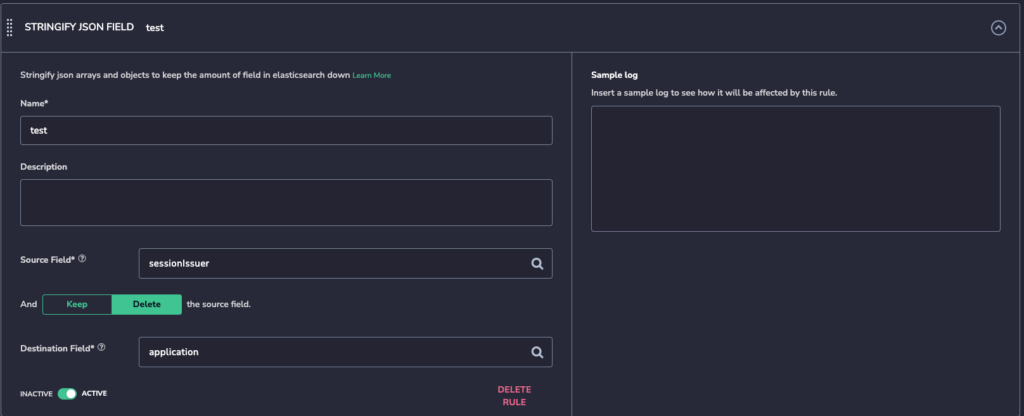 STRINGIFY JSON FIELD test
Stringify json arrays and objects to keep the amount of field in elasticsearch down Learn More
Name*
test
Description
Source Field* ?
sessionIssuer
And Keep Delete the source field.
Destination Field* ?
application
INACTIVE ACTIVE
DELETE
RULE
Sample log
Insert a sample log to see how it will be affected by this rule.